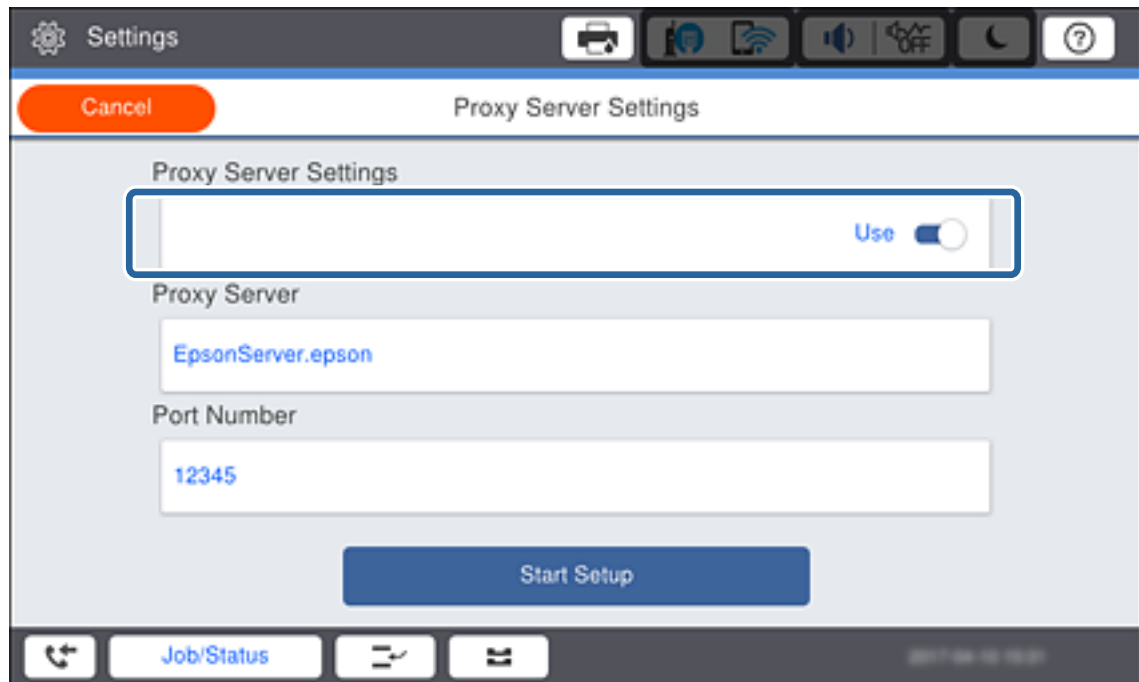 Settings
OFF
Cancel
Proxy Server Settings
Proxy Server Settings
Use
Proxy Server
EpsonServer.epson
Port Number
12345
Start Setup
Job/Status